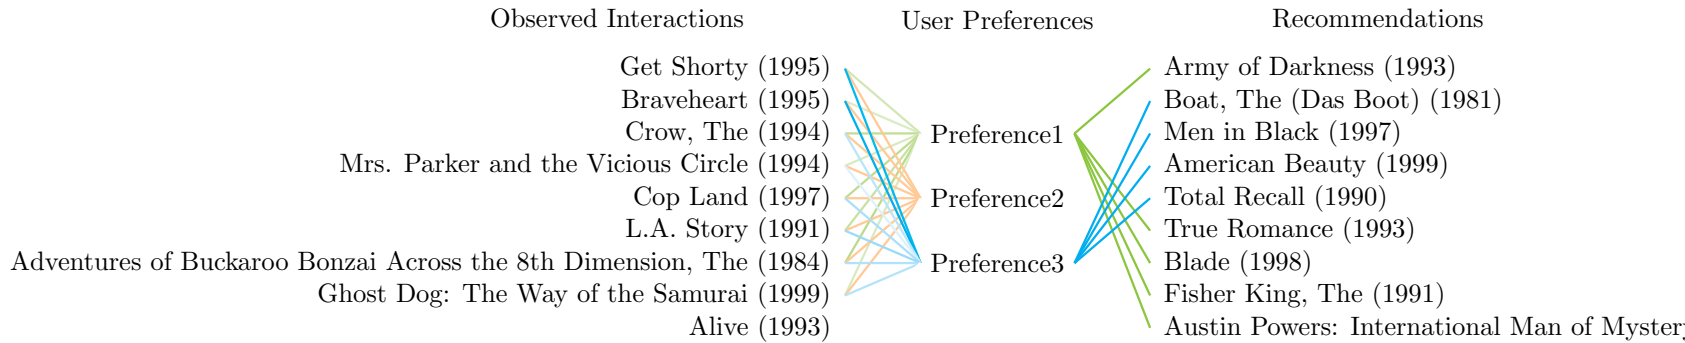 Observed Interactions
User Preferences
Recommendations
Get Shorty (1995)
Braveheart (1995)
Crow, The (1994)
Mrs. Parker and the Vicious Circle (1994)
Cop Land (1997)
L.A. Story (1991)
Adventures of Buckaroo Bonzai Across the 8th Dimension, The (1984)
Ghost Dog: The Way of the Samurai (1999)
Alive (1993)
Preference1
Preference2
Preference3
Army of Darkness (1993)
Boat, The (Das Boot) (1981)
Men in Black (1997)
American Beauty (1999)
Total Recall (1990)
True Romance (1993)
Blade (1998)
Fisher King, The (1991)
Austin Powers: International Man of